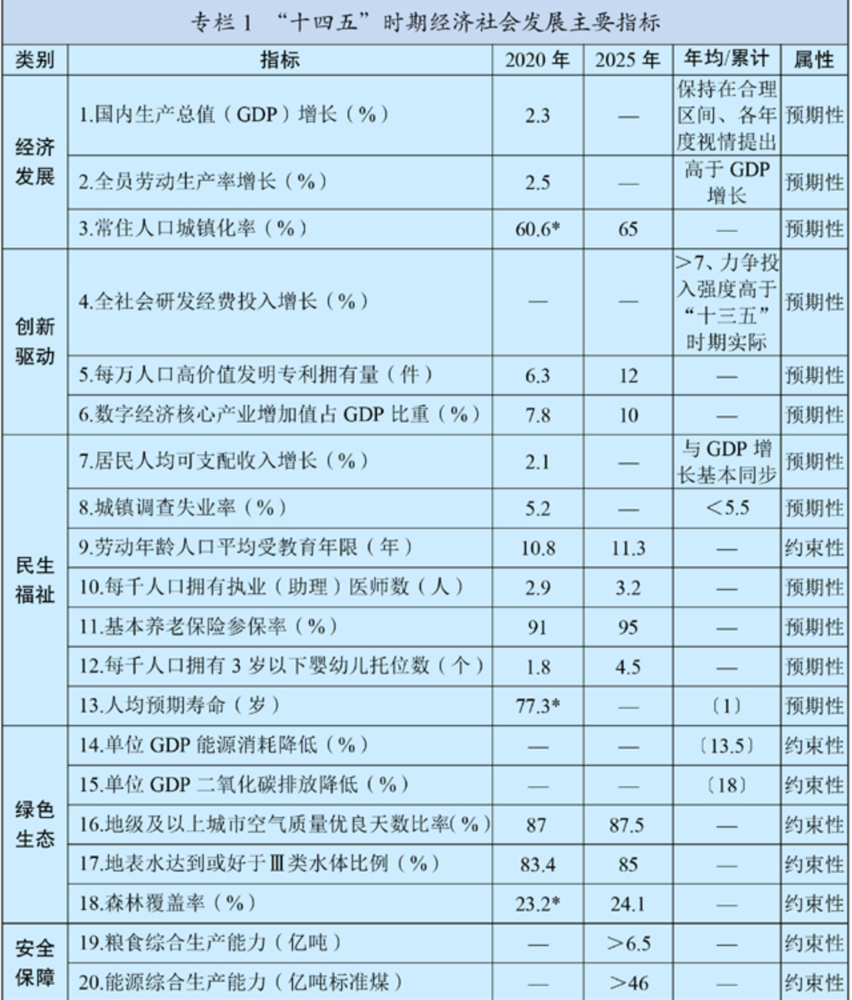 专栏1 “十四五”时期经济社会发展主要指标
类别 指标 2020年 2025年 年均/累计 属性
经济
发展
1.国内生产总值（GDP）增长（%） 2.3 — 保持在合理
区间、各年
度视情提出 预期性
2.全员劳动生产率增长（%） 2.5 — 高于 GDP
增长 预期性
3.常住人口城镇化率（%） 60.6* 65 — 预期性
创新
驱动
4.全社会研发经费投入增长（%） — — >7、力争投
入强度高于
“十三五”
时期实际 预期性
5.每万人口高价值发明专利拥有量（件） 6.3 12 — 预期性
6.数字经济核心产业增加值占 GDP 比重（%） 7.8 10 — 预期性
民生
福祉
7.居民人均可支配收入增长（%） 2.1 — 与 GDP 增
长基本同步 预期性
8.城镇调查失业率（%） 5.2 — <5.5 预期性
9.劳动年龄人口平均受教育年限（年） 10.8 11.3 — 约束性
10.每千人口拥有执业（助理）医师数（人） 2.9 3.2 — 预期性
11.基本养老保险参保率（%） 91 95 — 预期性
12.每千人口拥有 3 岁以下婴幼儿托位数（个） 1.8 4.5 — 预期性
13.人均预期寿命（岁） 77.3* — 〔1〕 预期性
绿色
生态
14.单位 GDP 能源消耗降低（%） — — 〔13.5〕 约束性
15.单位 GDP 二氧化碳排放降低（%） — — 〔18〕 约束性
16.地级及以上城市空气质量优良天数比率（%） 87 87.5 — 约束性
17.地表水达到或好于Ⅲ类水体比例（%） 83.4 85 — 约束性
18.森林覆盖率（%） 23.2* 24.1 — 约束性
安全
保障
19.粮食综合生产能力（亿吨） — >6.5 — 约束性
20.能源综合生产能力（亿吨标准煤） — >46 — 约束性